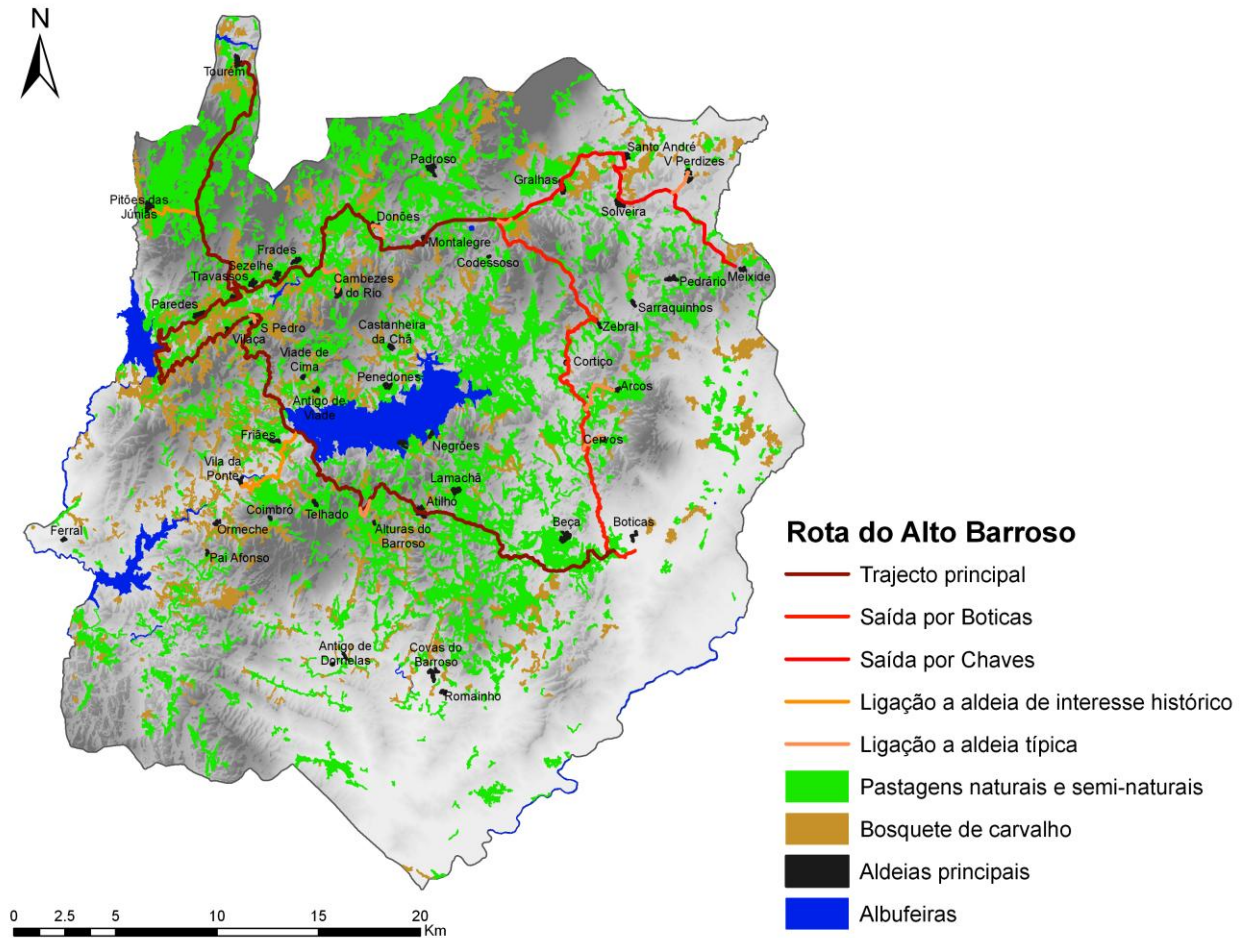 N
Tourém
Padroso
Santo André
V Perdizes
Gralhas
Pitões das
Júnias
Solveira
Donões
Montalegre
Frades
Codessoso
Sezelhe
Travassos
Cambezes
do Rio
Pedrário
Meixide
Paredes
Sarraquinhos
S Pedro
Vilaça
Castanheira
da Chã
Zebral
Viade de
Cima
Cortiço
Penedones
Arcos
Antigo de
Viade
Friães
Negrões
Cervos
Vila da
Ponte
Lamachã
Coimbró
Telhado
Atilho
Ormeche
Alturas do
Barroso
Beça
Boticas
Ferral
Pai Afonso
Antigo de
Dornelas
Covas do
Barroso
Romainho
Rota do Alto Barroso
Trajecto principal
Saída por Boticas
Saída por Chaves
Ligação a aldeia de interesse histórico
Ligação a aldeia típica
Pastagens naturais e semi-naturais
Bosquete de carvalho
Aldeias principais
Albufeiras
0 2.5 5 10 15 20
Km